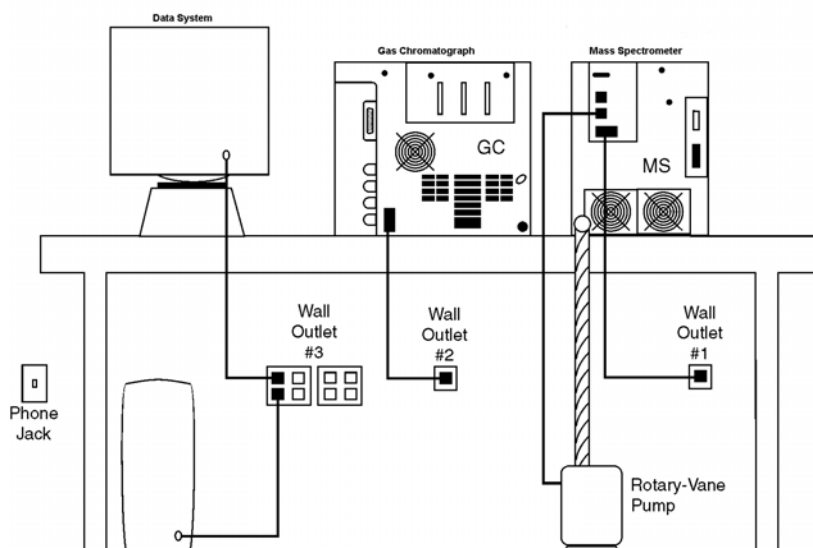 Data System
Gas Chromatograph
Mass Spectrometer
GC
MS
Wall
Outlet
#3
Wall
Outlet
#2
Wall
Outlet
#1
Phone
Jack
Rotary-Vane
Pump